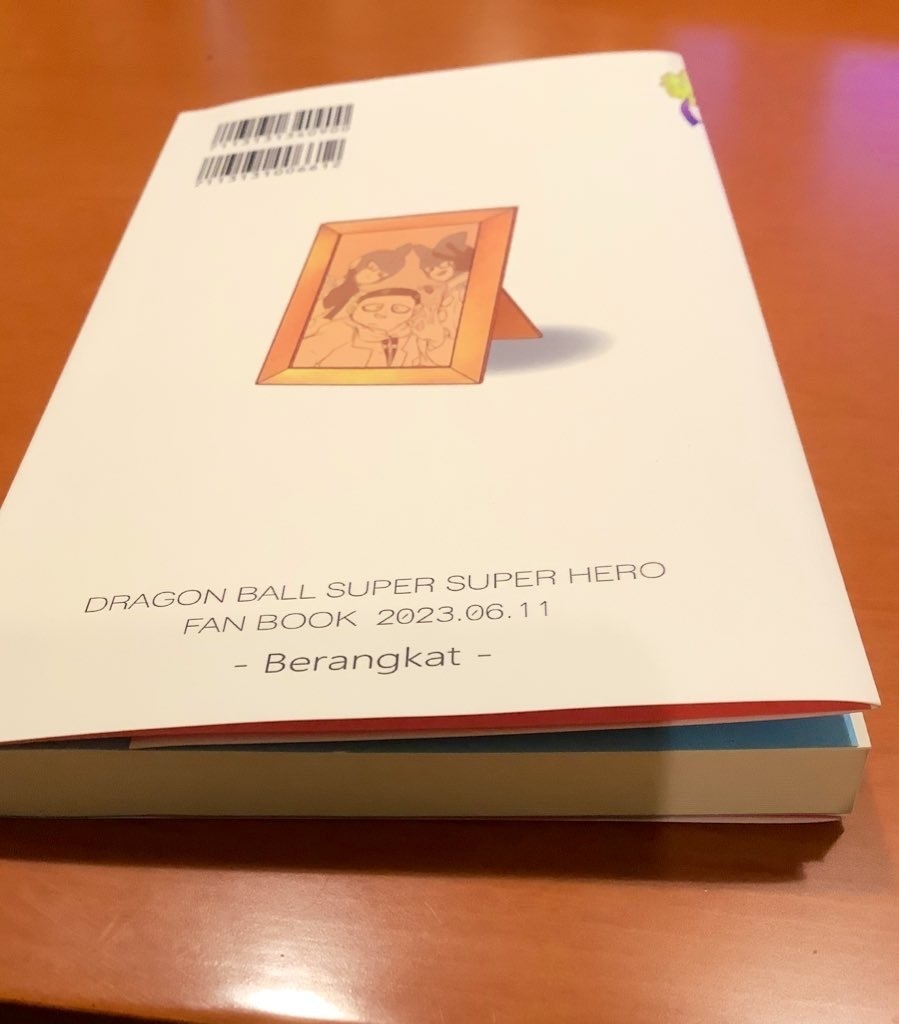 DRAGON BALL SUPER SUPER HERO
FAN BOOK 2023.06.11
- Berangkat -